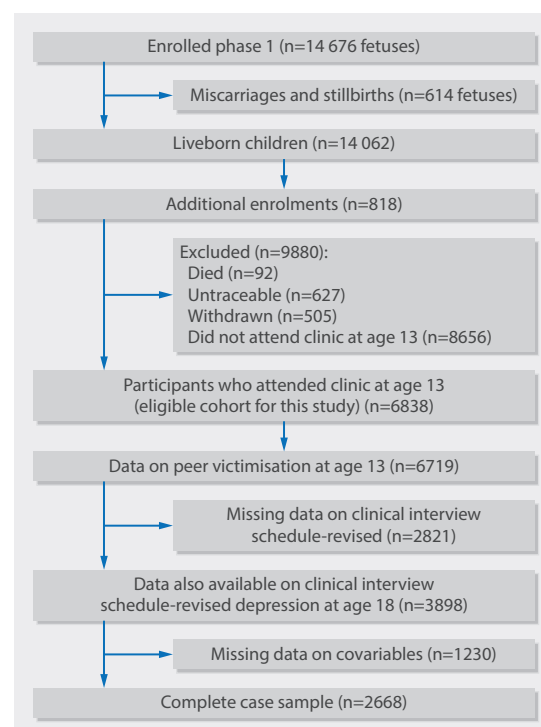 Enrolled phase 1 (n=14 676 fetuses)
Miscarriages and stillbirths (n=614 fetuses)
Liveborn children (n=14 062)
Additional enrolments (n=818)
Excluded (n=9880):
Died (n=92)
Untraceable (n=627)
Withdrawn (n=505)
Did not attend clinic at age 13 (n=8656)
Participants who attended clinic at age 13
(eligible cohort for this study) (n=6838)
Data on peer victimisation at age 13 (n=6719)
Missing data on clinical interview
schedule-revised (n=2821)
Data also available on clinical interview
schedule-revised depression at age 18 (n=3898)
Missing data on covariables (n=1230)
Complete case sample (n=2668)